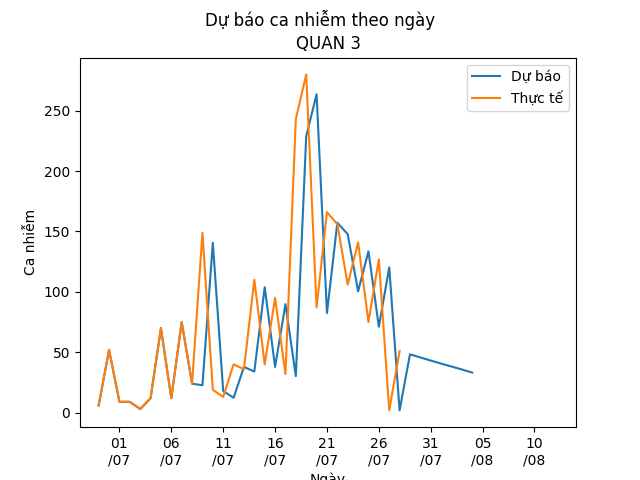 Dự báo ca nhiễm theo ngày
QUAN 3
Dự báo
Thực tế
Ca nhiễm
250
200
150
100
50
0
01 06 11 16 21 26 31 05 10
/07 /07 /07 /07 /07 /07 /07 /08 /08
Ngày